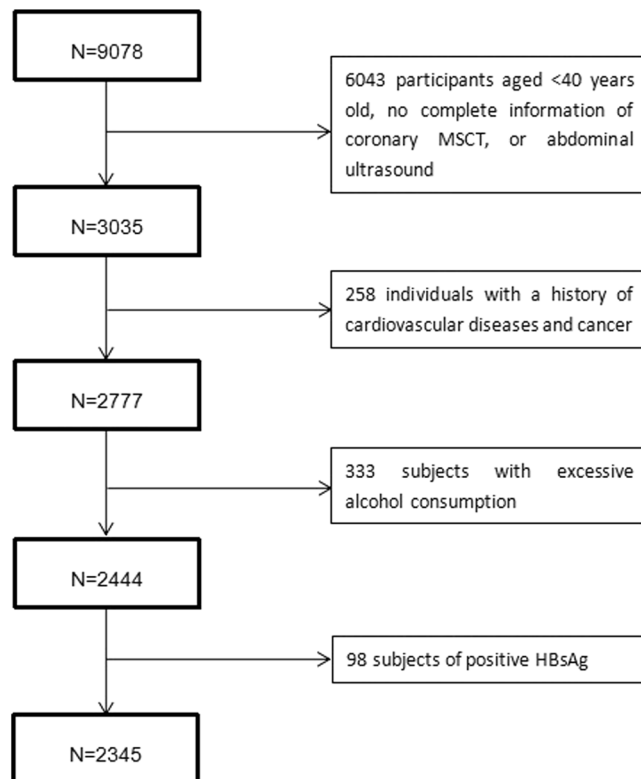 N=9078
6043 participants aged <40 years
old, no complete information of
coronary MSCT, or abdominal
ultrasound
N=3035
258 individuals with a history of
cardiovascular diseases and cancer
N=2777
333 subjects with excessive
alcohol consumption
N=2444
98 subjects of positive HBsAg
N=2345